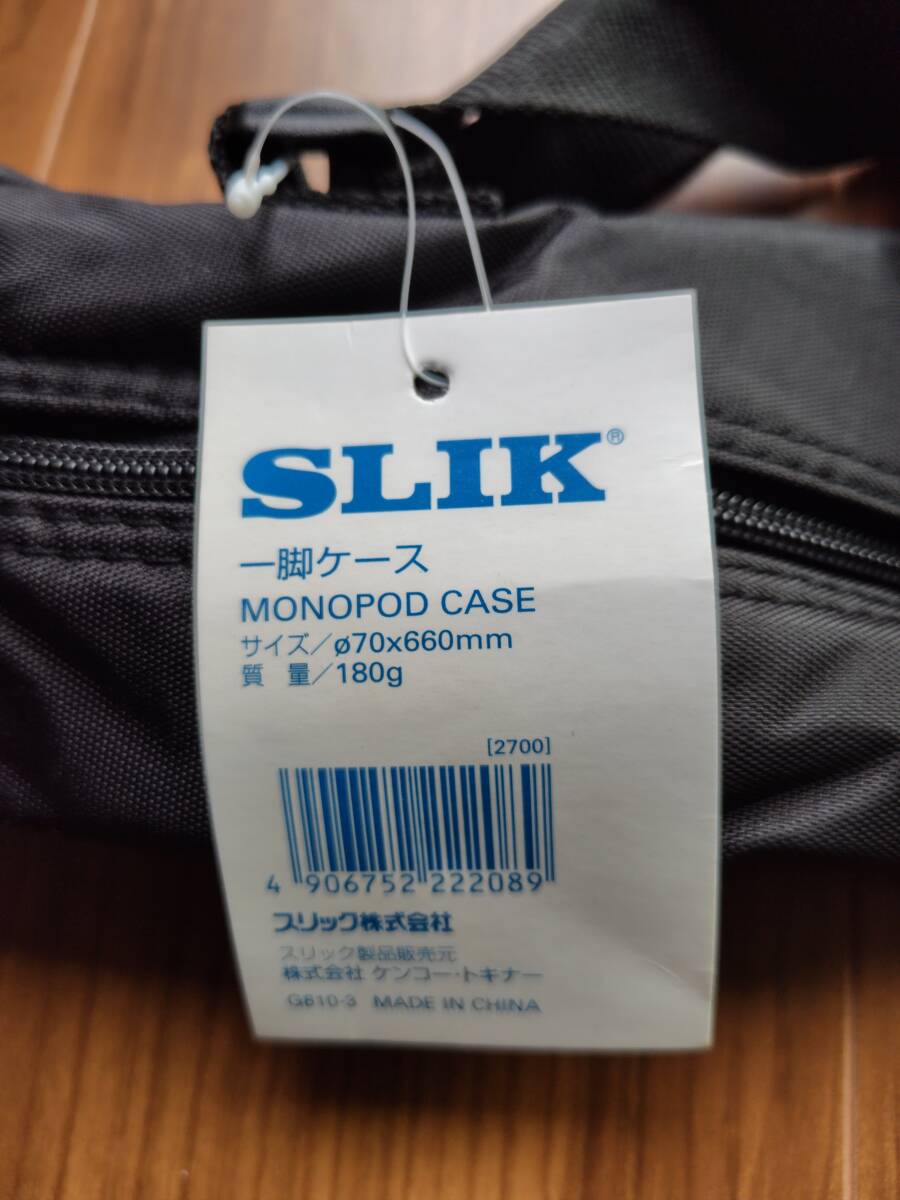 SLIK®
一脚ケース
MONOPOD CASE
サイズ/ø70x660mm
質 量/180g
[2700]
4 906752 222089
スリック株式会社
スリック製品販売元
株式会社 ケンコー・トキナー
G810-3 MADE IN CHINA